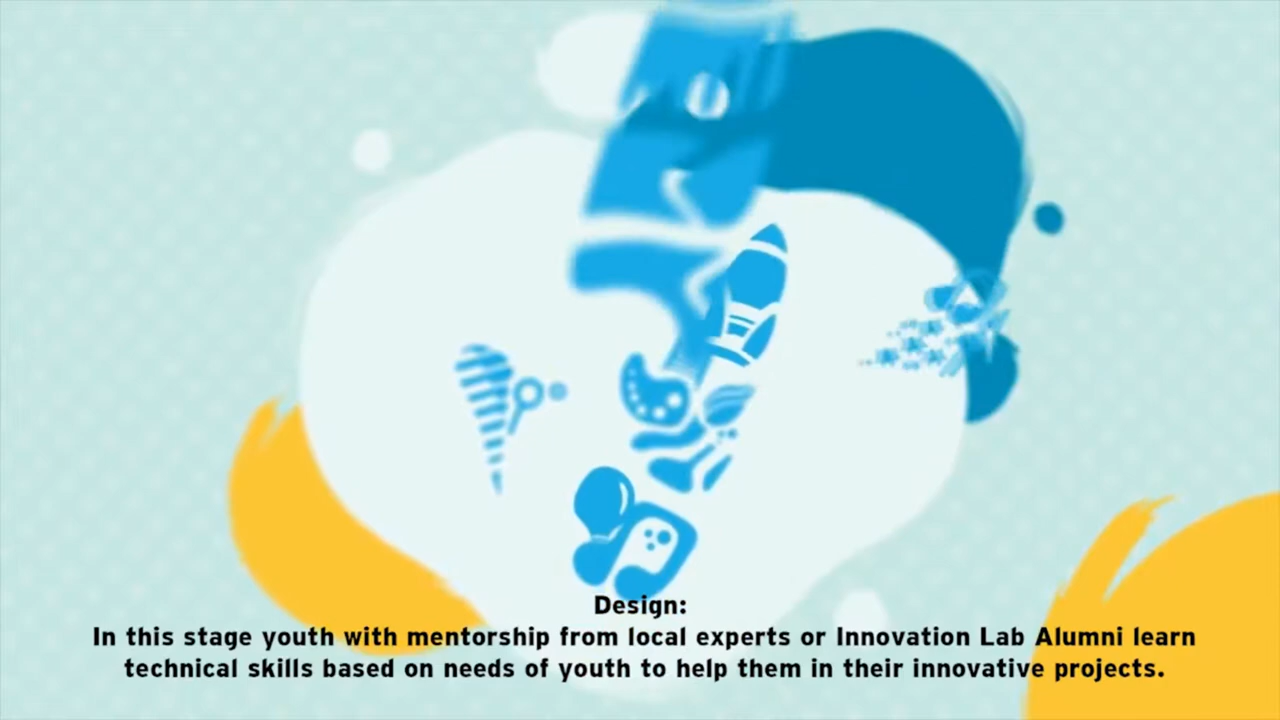 Design:
In this stage youth with mentorship from local experts or Innovation Lab Alumni learn
technical skills based on needs of youth to help them in their innovative projects.